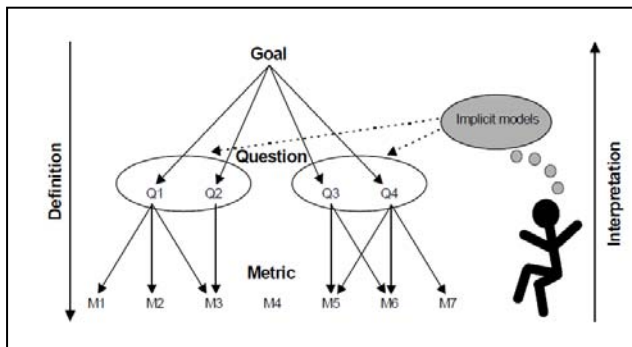 Goal
Implicit models
Question
Q1 Q2 Q3 Q4
Definition
Interpretation
Metric
M1 M2 M3 M4 M5 M6 M7